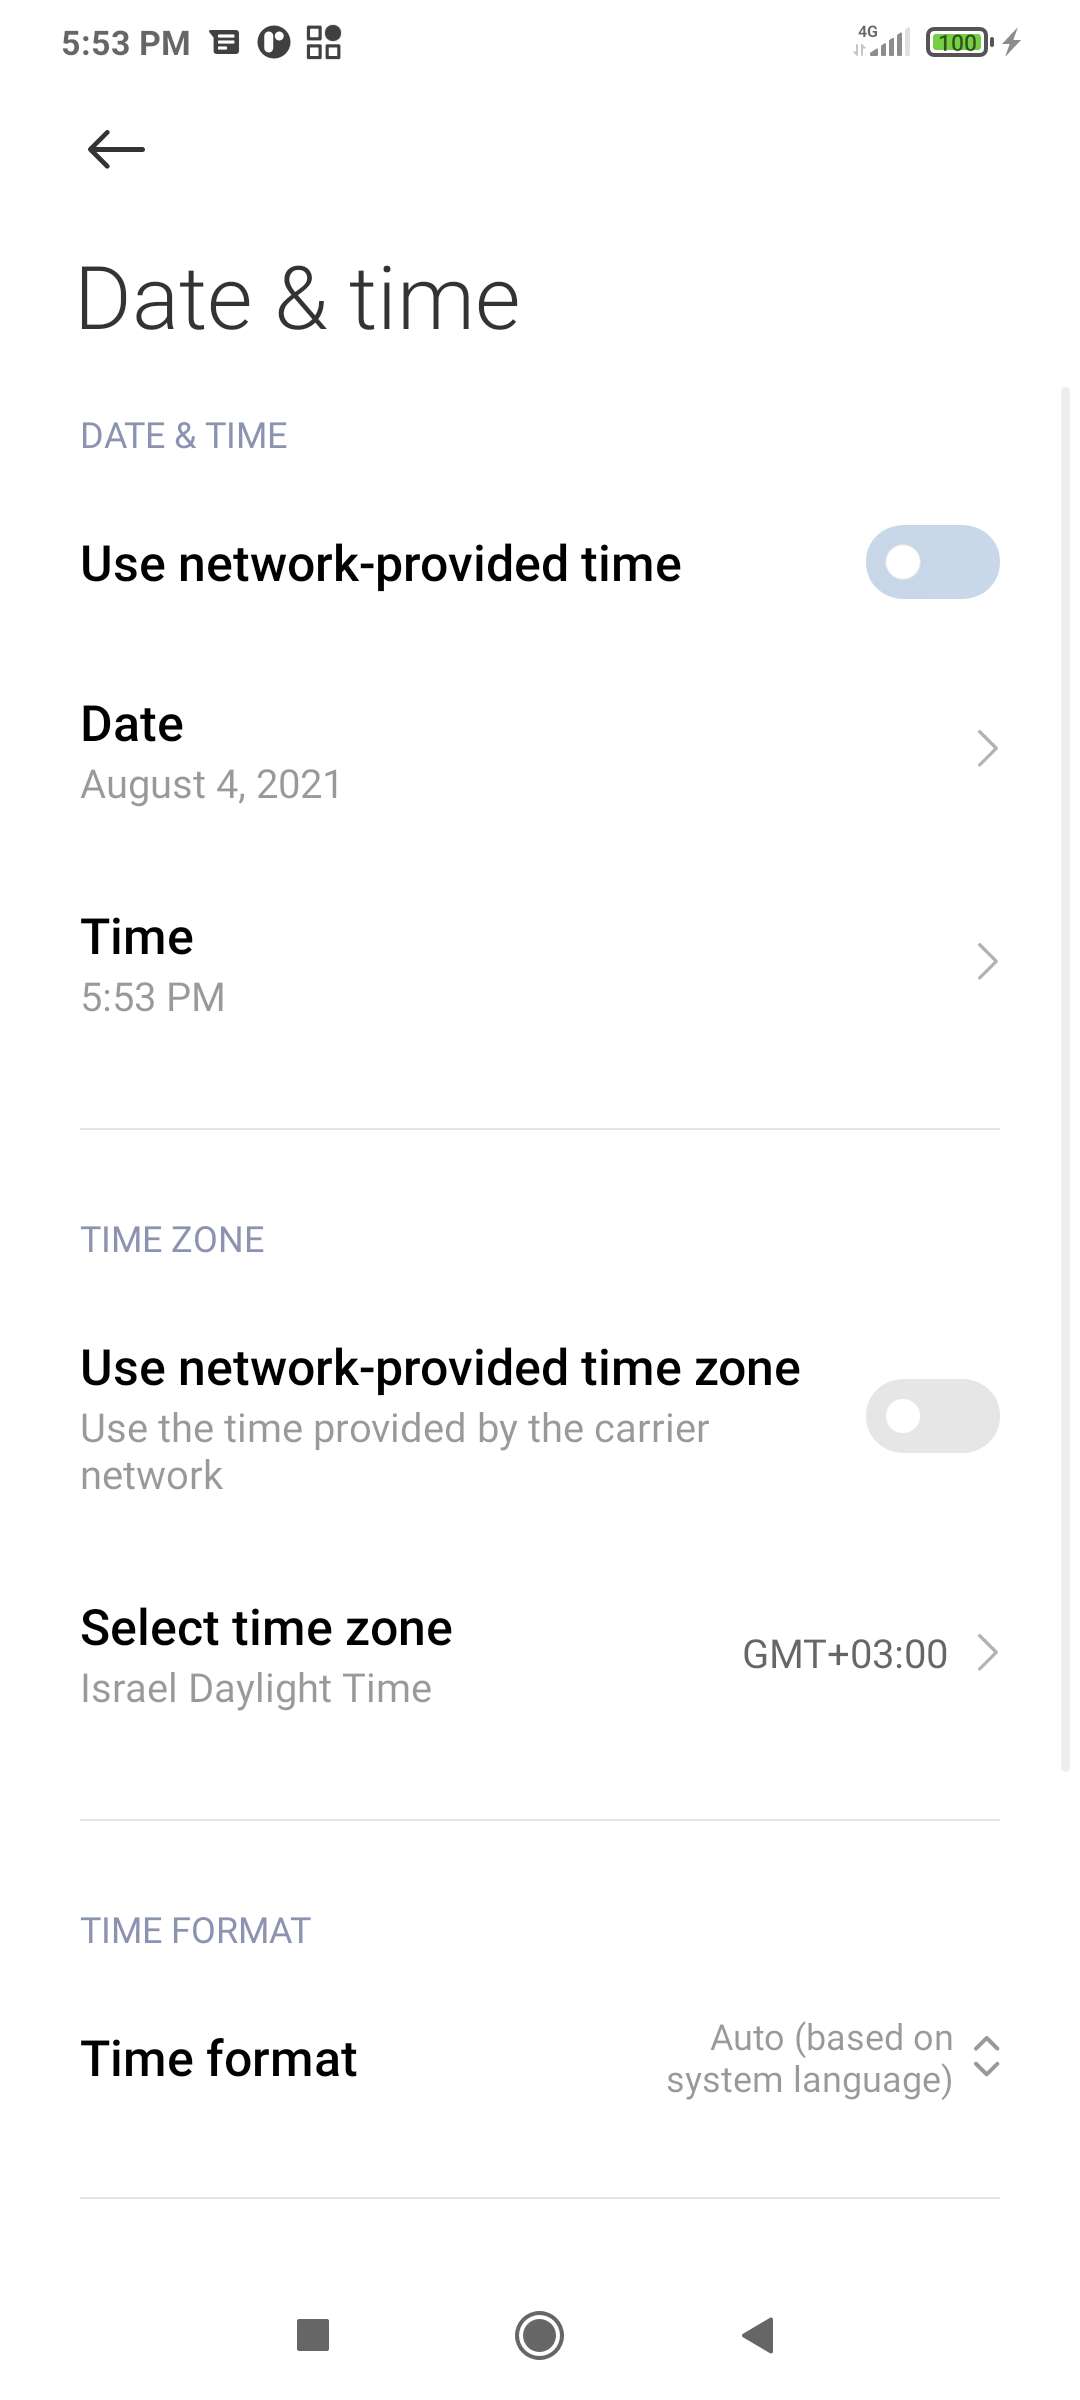 5:53 PM
4G
100
Date & time
DATE & TIME
Use network-provided time
Date
August 4, 2021
Time
5:53 PM
TIME ZONE
Use network-provided time zone
Use the time provided by the carrier
network
Select time zone
Israel Daylight Time
GMT+03:00
TIME FORMAT
Time format
Auto (based on
system language)